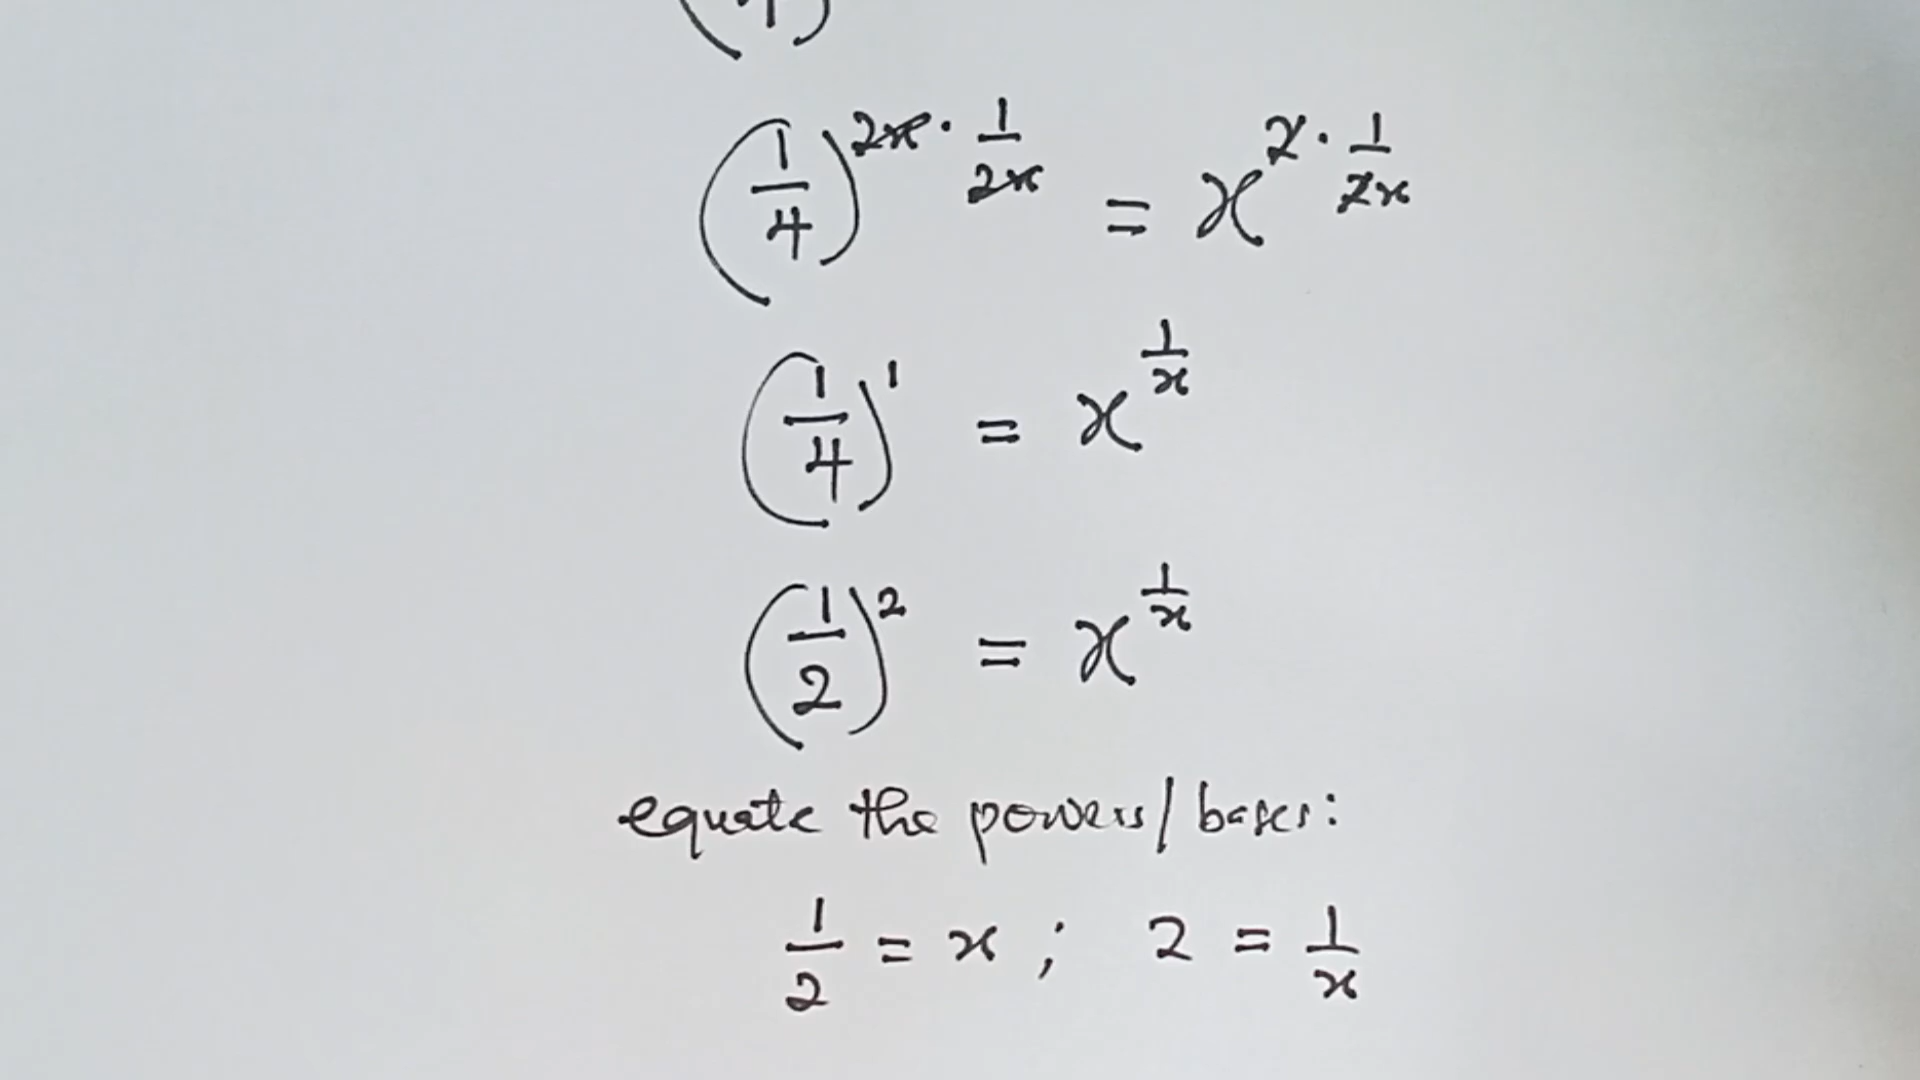 (1/4)^(2x · 1/2x) = x^(2 · 1/2x)
(1/4)^1 = x^(1/x)
(1/2)^2 = x^(1/x)
equate the powers/bases:
1/2 = x ; 2 = 1/x